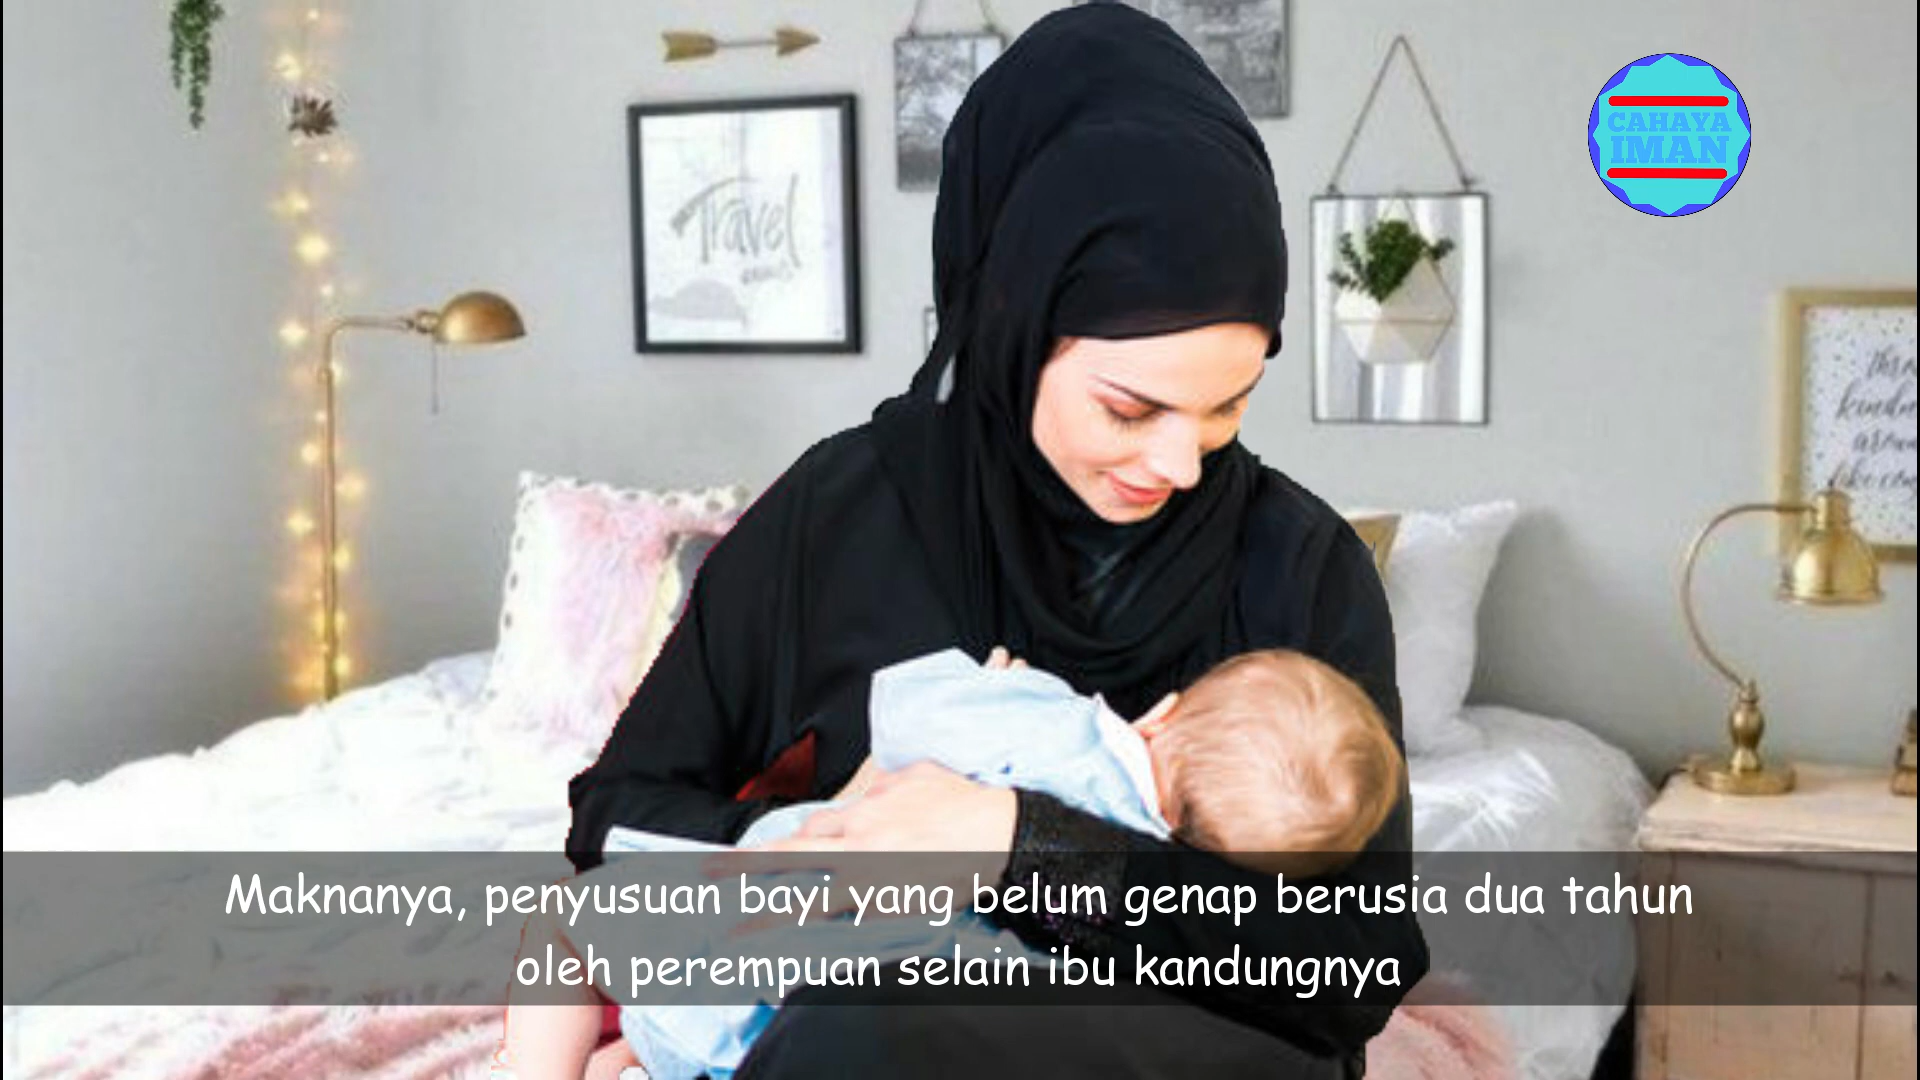 Travel
CAHAYA
IMAN
Maknanya, penyusuan bayi yang belum genap berusia dua tahun
oleh perempuan selain ibu kandungnya